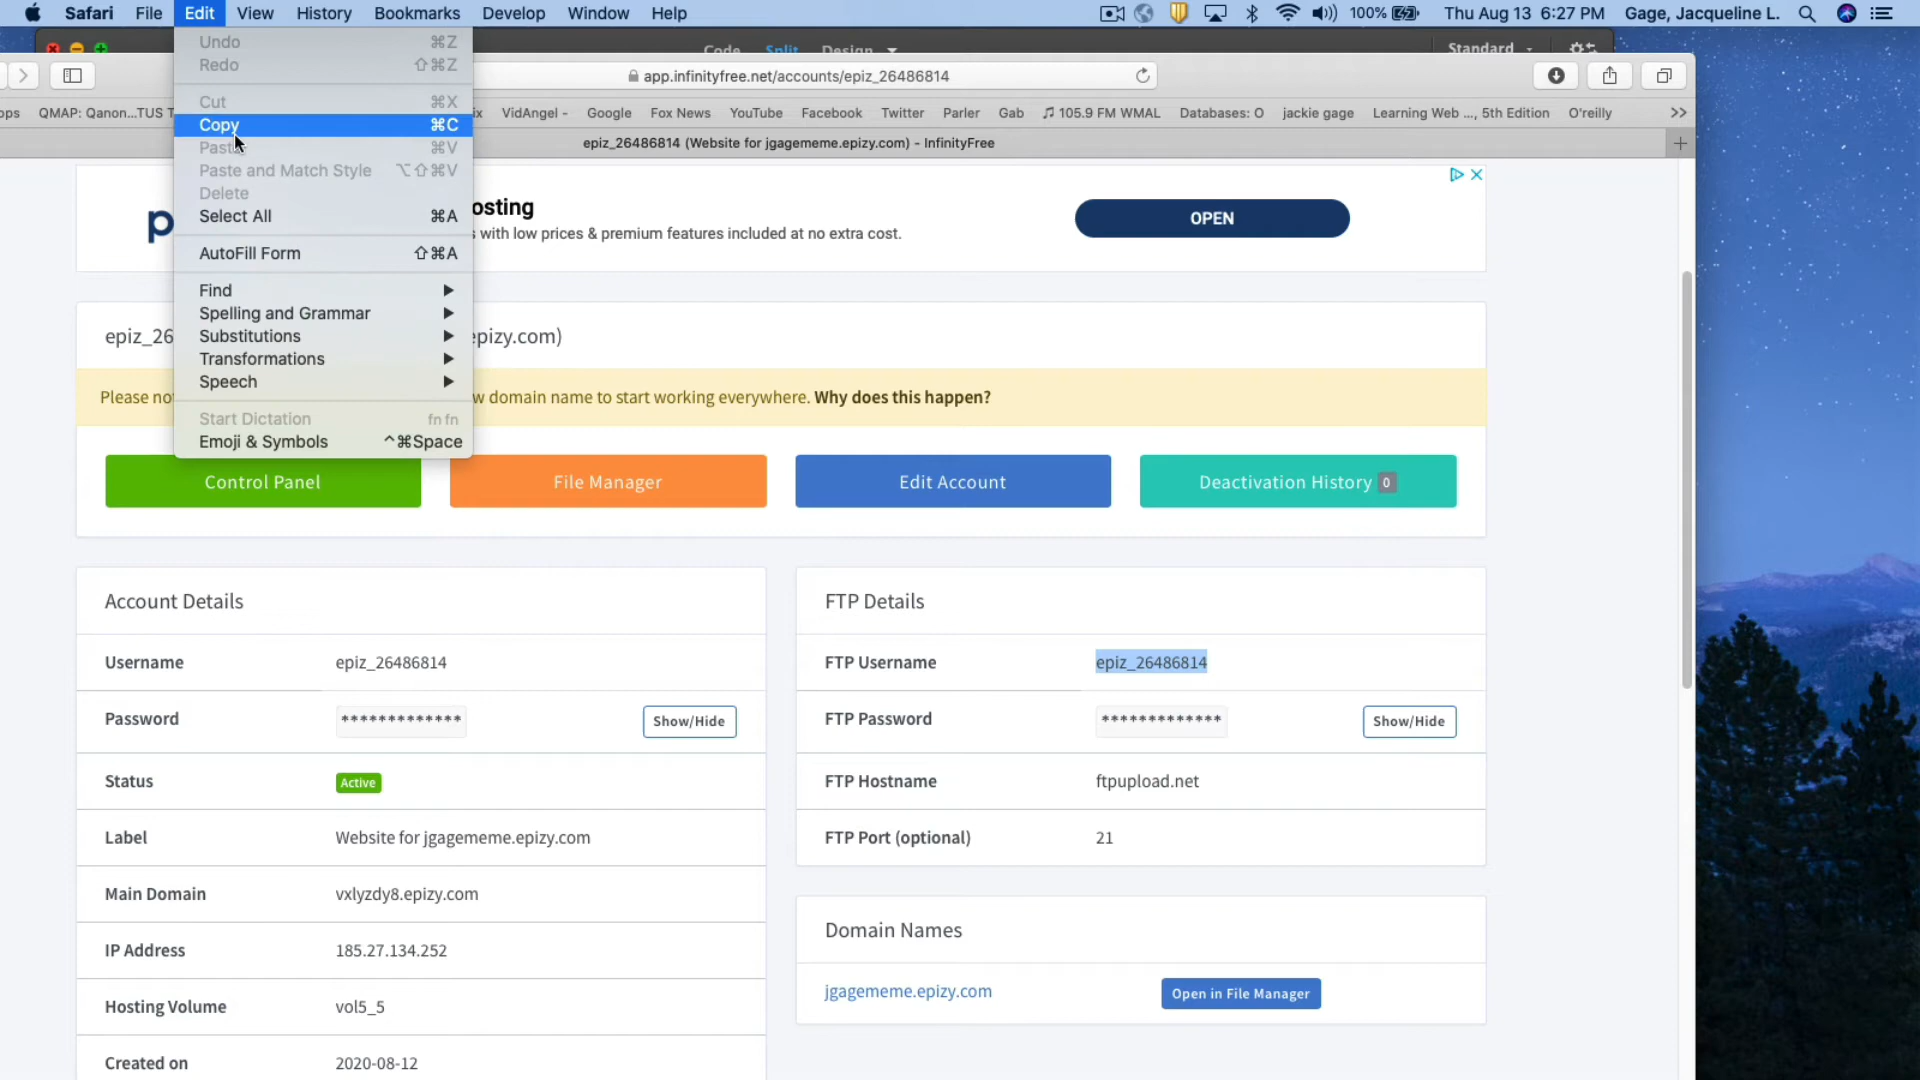 Safari File Edit View History Bookmarks Develop Window Help 100% Thu Aug 13 6:27 PM Gage, Jacqueline L.
Code Split Design Standard
app.infinityfree.net/accounts/epiz_26486814
QMAP: Qanon...TUS T VidAngel - Google Fox News YouTube Facebook Twitter Parler Gab 105.9 FM WMAL Databases: O jackie gage Learning Web ..., 5th Edition O'reilly >>
epiz_26486814 (Website for jgagememe.epizy.com) - InfinityFree
Undo ⌘Z
Redo ⇧⌘Z
Cut ⌘X
Copy ⌘C
Paste ⌘V
Paste and Match Style ⌥⇧⌘V
Delete
Select All ⌘A
AutoFill Form ⇧⌘A
Find
Spelling and Grammar
Substitutions
Transformations
Speech
Start Dictation fn fn
Emoji & Symbols ^⌘Space
osting
s with low prices & premium features included at no extra cost.
OPEN
epiz_26 epizy.com)
Please no w domain name to start working everywhere. Why does this happen?
Control Panel File Manager Edit Account Deactivation History 0
Account Details
Username epiz_26486814
Password ************* Show/Hide
Status Active
Label Website for jgagememe.epizy.com
Main Domain vxlyzdy8.epizy.com
IP Address 185.27.134.252
Hosting Volume vol5_5
Created on 2020-08-12
FTP Details
FTP Username epiz_26486814
FTP Password ************* Show/Hide
FTP Hostname ftpupload.net
FTP Port (optional) 21
Domain Names
jgagememe.epizy.com Open in File Manager